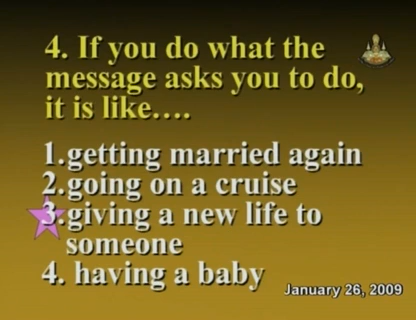 4. If you do what the
message asks you to do,
it is like….
1.getting married again
2.going on a cruise
3.giving a new life to
someone
4. having a baby
January 26, 2009